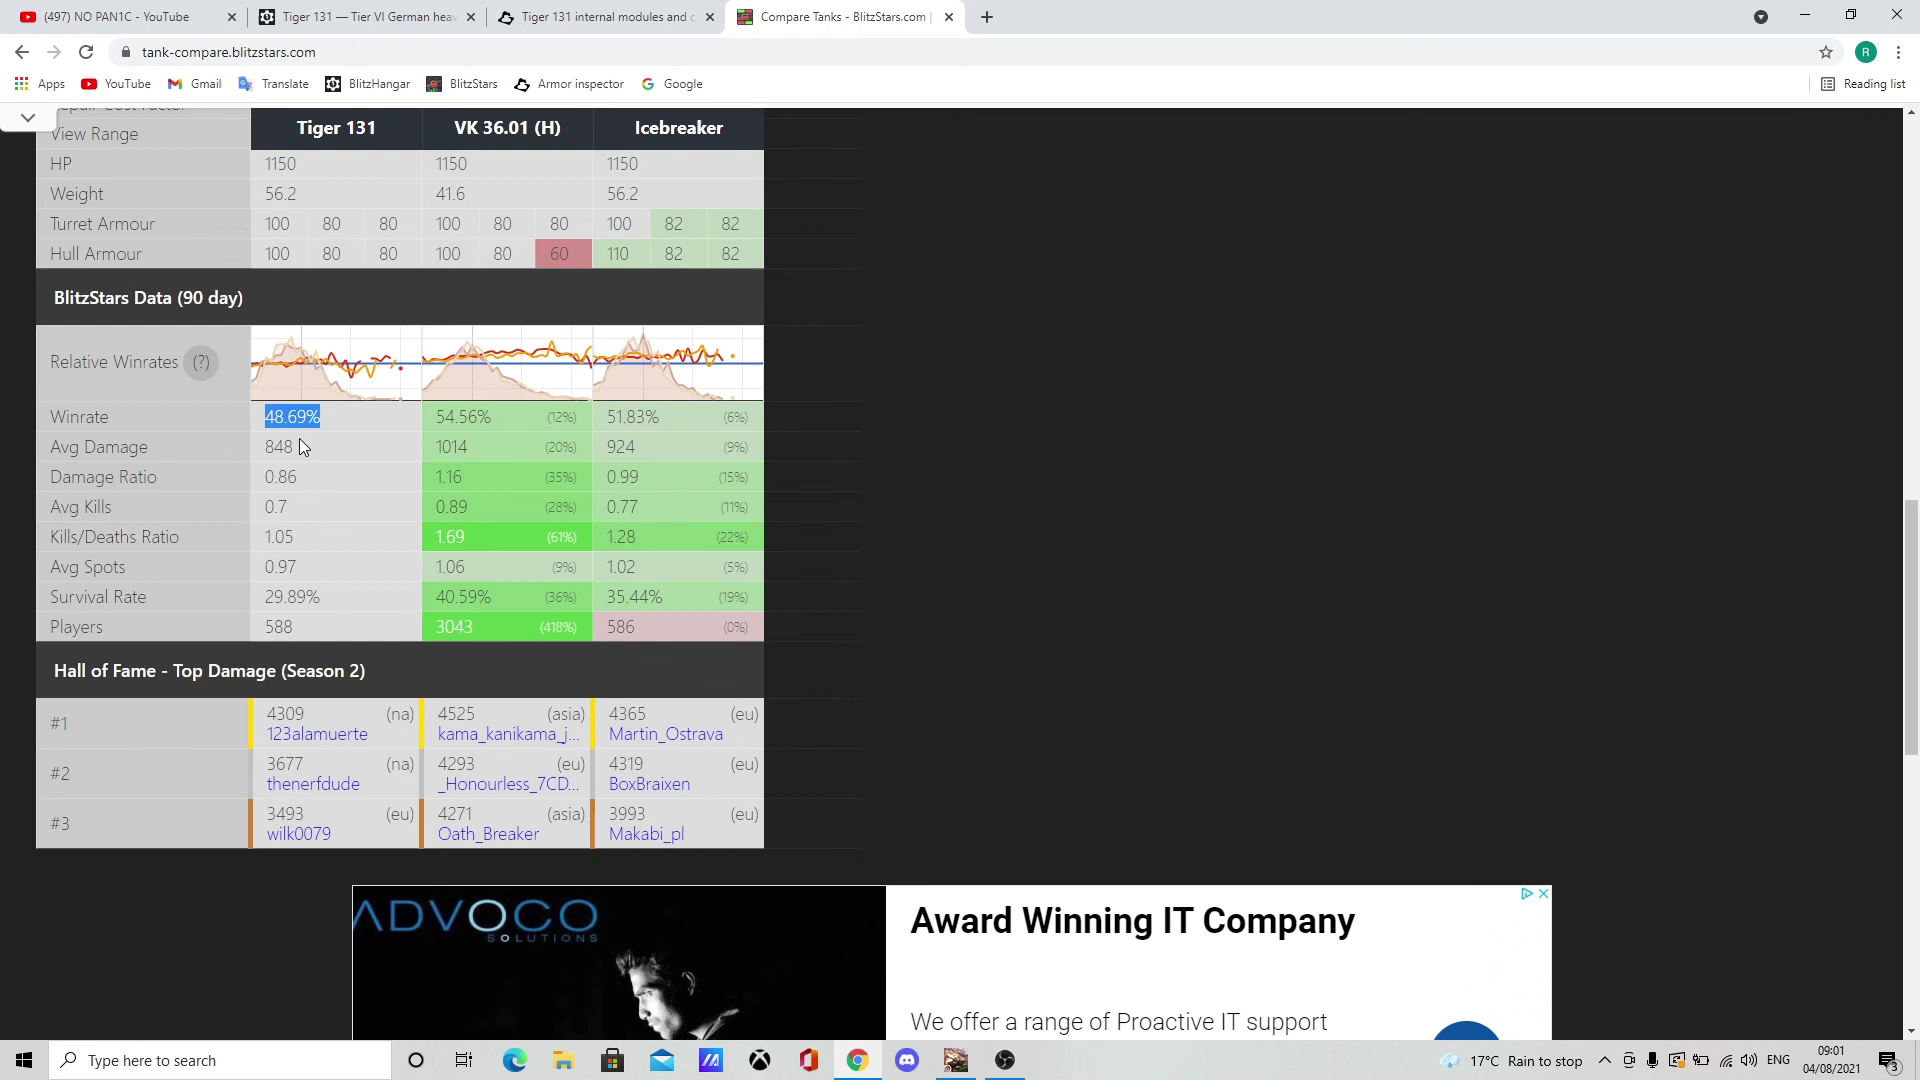 (497) NO PAN1C - YouTube
Tiger 131 — Tier VI German heav
Tiger 131 internal modules and c
Compare Tanks - BlitzStars.com |
tank-compare.blitzstars.com
R
Apps YouTube Gmail Translate BlitzHangar BlitzStars Armor inspector Google Reading list
Tiger 131 VK 36.01 (H) Icebreaker
View Range
HP 1150 1150 1150
Weight 56.2 41.6 56.2
Turret Armour 100 80 80 100 80 80 100 82 82
Hull Armour 100 80 80 100 80 60 110 82 82
BlitzStars Data (90 day)
Relative Winrates (?)
Winrate 48.69% 54.56% (12%) 51.83% (6%)
Avg Damage 848 1014 (20%) 924 (9%)
Damage Ratio 0.86 1.16 (35%) 0.99 (15%)
Avg Kills 0.7 0.89 (28%) 0.77 (11%)
Kills/Deaths Ratio 1.05 1.69 (61%) 1.28 (22%)
Avg Spots 0.97 1.06 (9%) 1.02 (5%)
Survival Rate 29.89% 40.59% (36%) 35.44% (19%)
Players 588 3043 (418%) 586 (0%)
Hall of Fame - Top Damage (Season 2)
#1 4309 (na) 4525 (asia) 4365 (eu)
123alamuerte kama_kanikama_j... Martin_Ostrava
#2 3677 (na) 4293 (eu) 4319 (eu)
thenerfdude _Honourless_7CD... BoxBraixen
#3 3493 (eu) 4271 (asia) 3993 (eu)
wilk0079 Oath_Breaker Makabi_pl
ADVOCO
SOLUTIONS
Award Winning IT Company
We offer a range of Proactive IT support
Type here to search
17°C Rain to stop
ENG
09:01
04/08/2021
3